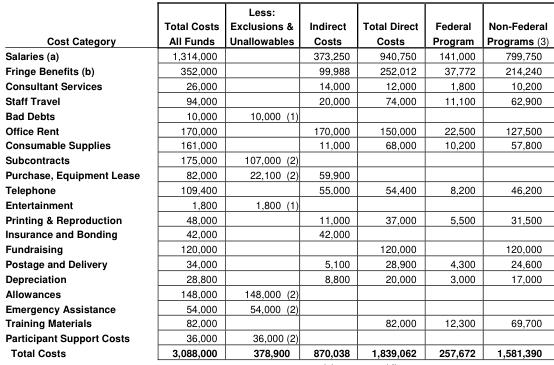 Less:
Total Costs Exclusions & Indirect Total Direct Federal Non-Federal
Cost Category All Funds Unallowables Costs Costs Program Programs (3)
Salaries (a) 1,314,000 373,250 940,750 141,000 799,750
Fringe Benefits (b) 352,000 99,988 252,012 37,772 214,240
Consultant Services 26,000 14,000 12,000 1,800 10,200
Staff Travel 94,000 20,000 74,000 11,100 62,900
Bad Debts 10,000 10,000 (1)
Office Rent 170,000 170,000 150,000 22,500 127,500
Consumable Supplies 161,000 11,000 68,000 10,200 57,800
Subcontracts 175,000 107,000 (2)
Purchase, Equipment Lease 82,000 22,100 (2) 59,900
Telephone 109,400 55,000 54,400 8,200 46,200
Entertainment 1,800 1,800 (1)
Printing & Reproduction 48,000 11,000 37,000 5,500 31,500
Insurance and Bonding 42,000 42,000
Fundraising 120,000 120,000 120,000
Postage and Delivery 34,000 5,100 28,900 4,300 24,600
Depreciation 28,800 8,800 20,000 3,000 17,000
Allowances 148,000 148,000 (2)
Emergency Assistance 54,000 54,000 (2)
Training Materials 82,000 82,000 12,300 69,700
Participant Support Costs 36,000 36,000 (2)
Total Costs 3,088,000 378,900 870,038 1,839,062 257,672 1,581,390